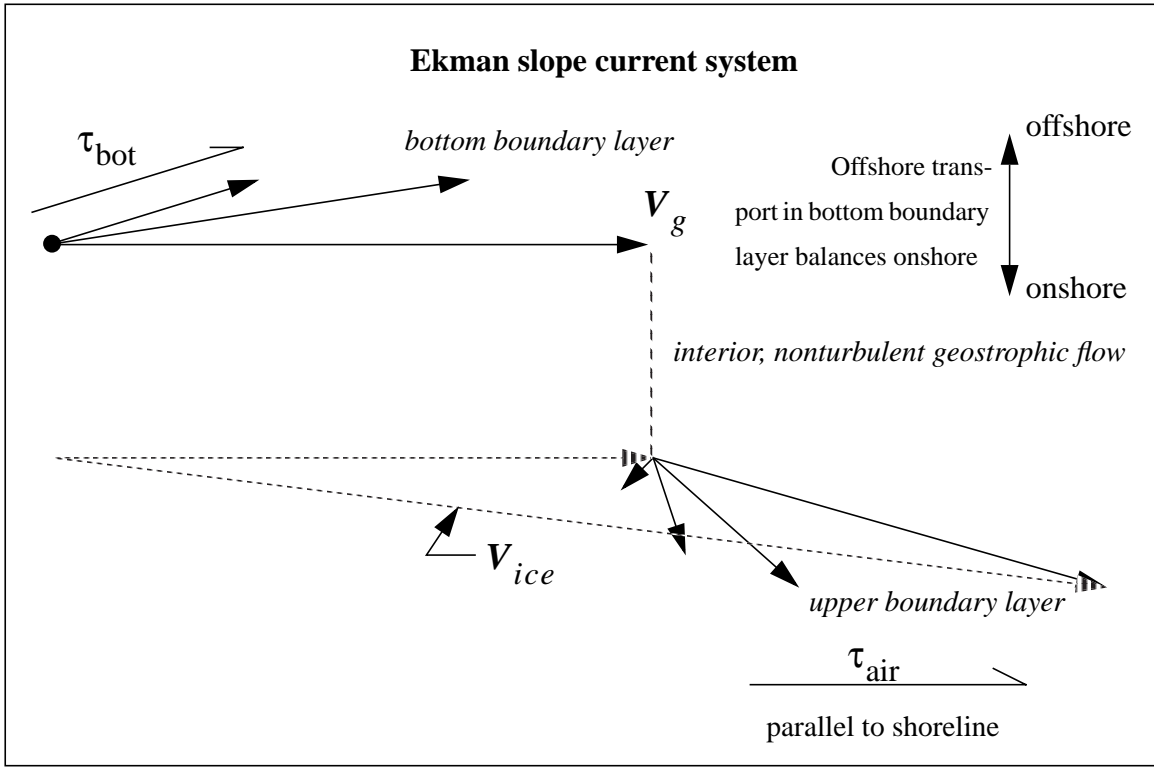 Ekman slope current system
τbot
bottom boundary layer
offshore
Offshore trans-
port in bottom boundary
layer balances onshore
Vg
onshore
interior, nonturbulent geostrophic flow
Vice
upper boundary layer
τair
parallel to shoreline